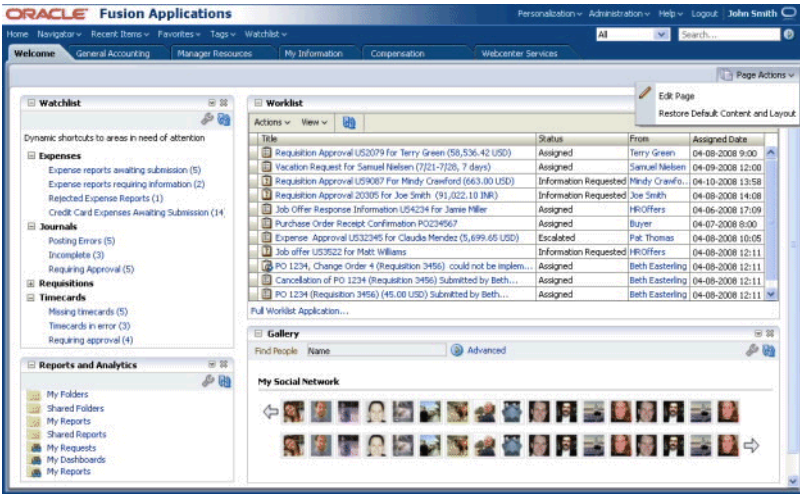 ORACLE Fusion Applications
Personalization Administration Help Logout John Smith
Home Navigator Recent Items Favorites Tags Watchlist
All Search...
Welcome General Accounting Manager Resources My Information Compensation Webcenter Services
Page Actions
Edit Page
Restore Default Content and Layout
Watchlist
Dynamic shortcuts to areas in need of attention
Expenses
Expense reports awaiting submission (5)
Expense reports requiring information (2)
Rejected Expense Reports (1)
Credit Card Expenses Awaiting Submission (14
Journals
Posting Errors (5)
Incomplete (3)
Requiring Approval (5)
Requisitions
Timecards
Missing timecards (5)
Timecards in error (3)
Requiring approval (4)
Reports and Analytics
My Folders
Shared Folders
My Reports
Shared Reports
My Requests
My Dashboards
My Reports
Worklist
Actions View
Title Status From Assigned Date
Requisition Approval US2079 for Terry Green (58,536.42 USD) Assigned Terry Green 04-08-2008 9:00
Vacation Request for Samuel Nielsen (7/21-7/28, 7 days) Assigned Samuel Nielsen 04-09-2008 12:00
Requisition Approval US9087 For Mindy Crawford (663.00 USD) Information Requested Mindy Crawfo... 04-10-2008 13:58
Requisition Approval 20305 for Joe Smith (91,022.10 INR) Information Requested Joe Smith 04-08-2008 14:08
Job Offer Response Information US4234 for Jamie Miller Assigned HROffers 04-06-2008 17:09
Purchase Order Receipt Confirmation PO234567 Assigned Buyer 04-07-2008 8:00
Expense Approval US32345 for Claudia Mendez (5,699.65 USD) Escalated Pat Thomas 04-08-2008 10:05
Job offer US3522 for Matt Williams Information Requested HROffers 04-08-2008 12:11
PO 1234, Change Order 4 (Requisition 3456) could not be implem... Assigned Beth Easterling 04-08-2008 12:11
Cancellation of PO 1234 (Requisition 3456) Submitted by Beth... Assigned Beth Easterling 04-08-2008 12:11
PO 1234 (Requisition 3456) (45.00 USD) Submitted by Beth... Assigned Beth Easterling 04-08-2008 12:11
Full Worklist Application...
Gallery
Find People Name Advanced
My Social Network